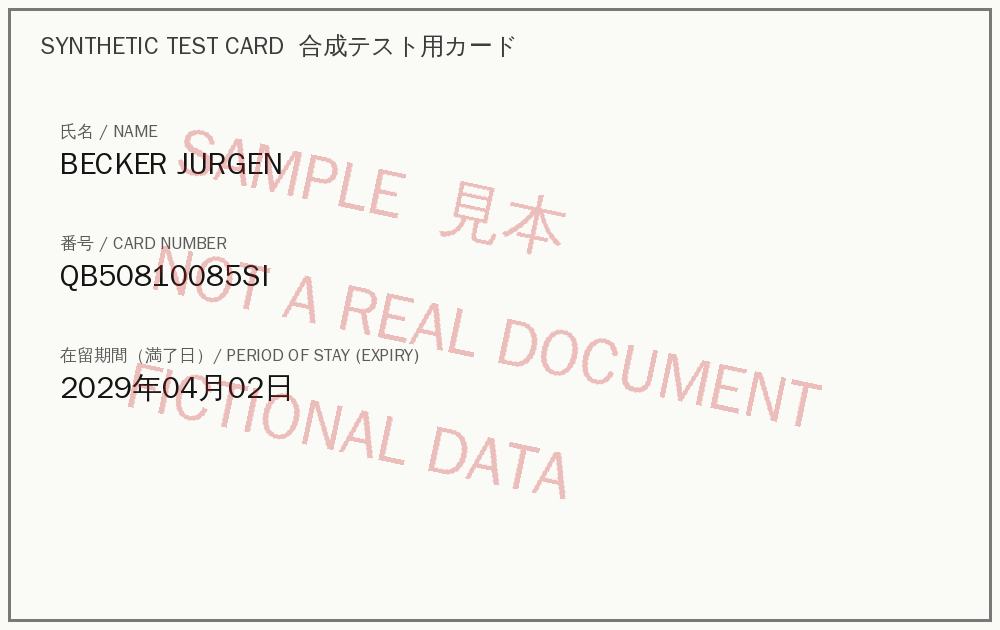 SYNTHETIC TEST CARD 合成テスト用カード
氏名 / NAME
BECKER JURGEN
番号 / CARD NUMBER
QB50810085SI
在留期間（満了日）/ PERIOD OF STAY (EXPIRY)
2029年04月02日
SAMPLE 見本
NOT A REAL DOCUMENT
FICTIONAL DATA